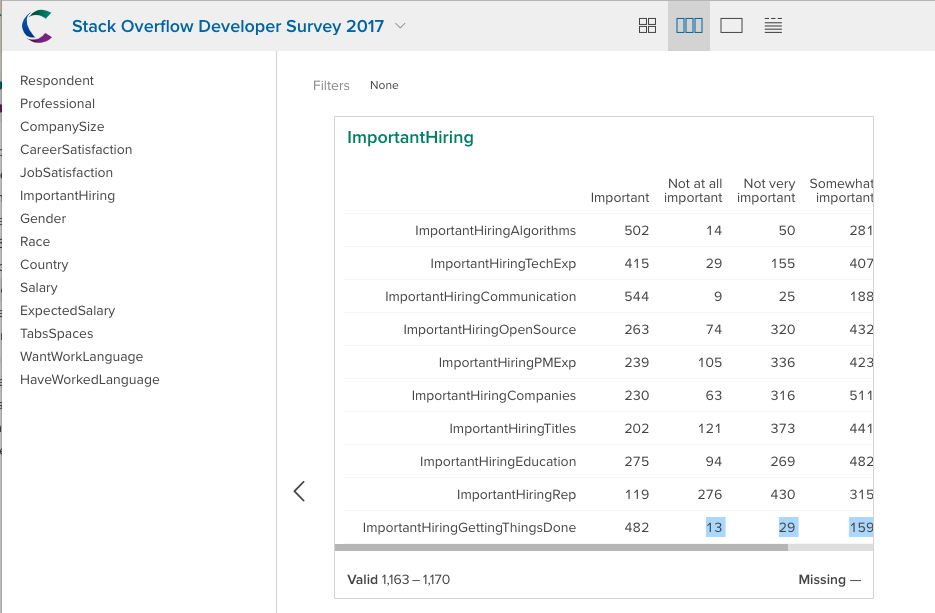 Stack Overflow Developer Survey 2017
Respondent
Professional
CompanySize
CareerSatisfaction
JobSatisfaction
ImportantHiring
Gender
Race
Country
Salary
ExpectedSalary
TabsSpaces
WantWorkLanguage
HaveWorkedLanguage
Filters None
ImportantHiring
Important Not at all important Not very important Somewhat important
ImportantHiringAlgorithms 502 14 50 281
ImportantHiringTechExp 415 29 155 407
ImportantHiringCommunication 544 9 25 188
ImportantHiringOpenSource 263 74 320 432
ImportantHiringPMExp 239 105 336 423
ImportantHiringCompanies 230 63 316 511
ImportantHiringTitles 202 121 373 441
ImportantHiringEducation 275 94 269 482
ImportantHiringRep 119 276 430 315
ImportantHiringGettingThingsDone 482 13 29 159
Valid 1,163 – 1,170
Missing —